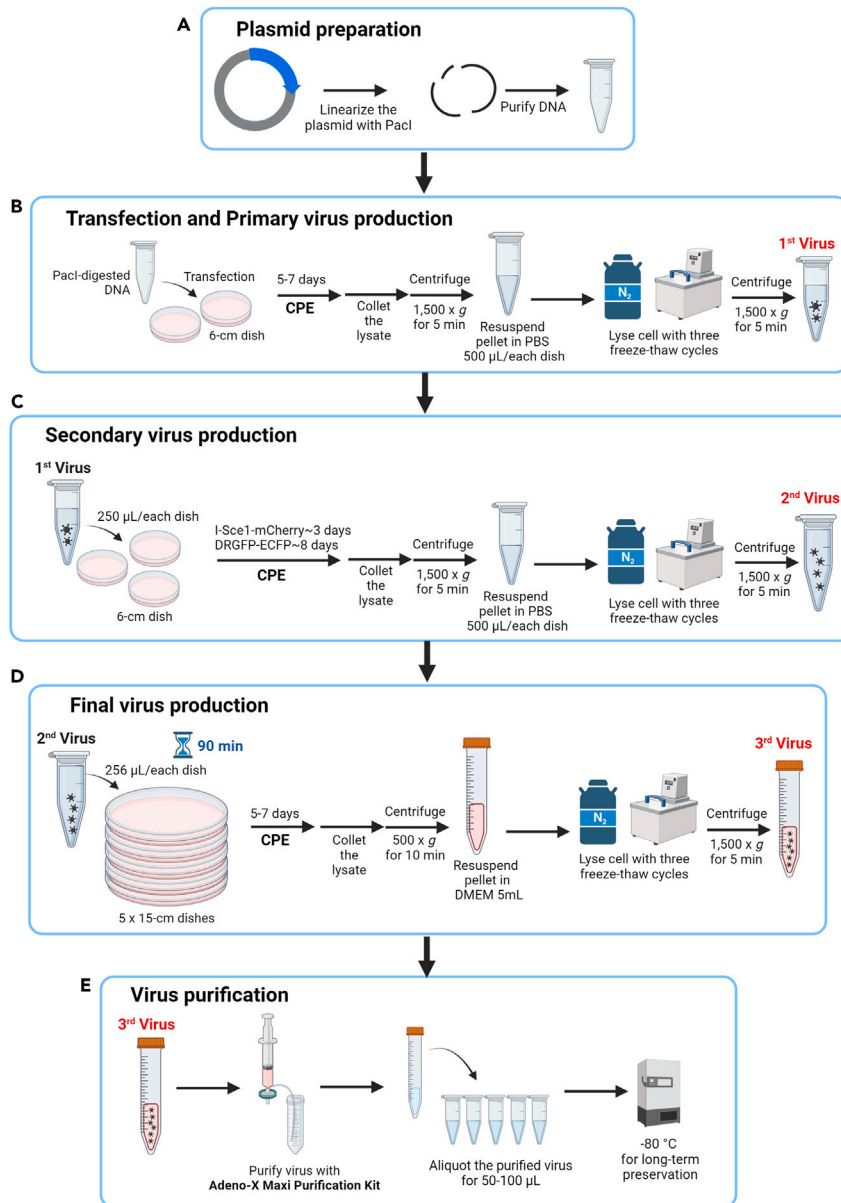 A
Plasmid preparation
Linearize the
plasmid with PacI
Purify DNA
B
Transfection and Primary virus production
PacI-digested
DNA
Transfection
6-cm dish
5-7 days
CPE
Collet
the
lysate
Centrifuge
1,500 x g
for 5 min
Resuspend
pellet in PBS
500 µL/each dish
N2
Lyse cell with three
freeze-thaw cycles
Centrifuge
1,500 x g
for 5 min
1st Virus
C
Secondary virus production
1st Virus
250 µL/each dish
6-cm dish
I-Sce1-mCherry~3 days
DRGFP-ECFP~8 days
CPE
Collet
the
lysate
Centrifuge
1,500 x g
for 5 min
Resuspend
pellet in PBS
500 µL/each dish
N2
Lyse cell with three
freeze-thaw cycles
Centrifuge
1,500 x g
for 5 min
2nd Virus
D
Final virus production
2nd Virus
90 min
256 µL/each dish
5 x 15-cm dishes
5-7 days
CPE
Collet
the
lysate
Centrifuge
500 x g
for 10 min
Resuspend
pellet in
DMEM 5mL
N2
Lyse cell with three
freeze-thaw cycles
Centrifuge
1,500 x g
for 5 min
3rd Virus
E
Virus purification
3rd Virus
Purify virus with
Adeno-X Maxi Purification Kit
Aliquot the purified virus
for 50-100 µL
-80 °C
for long-term
preservation